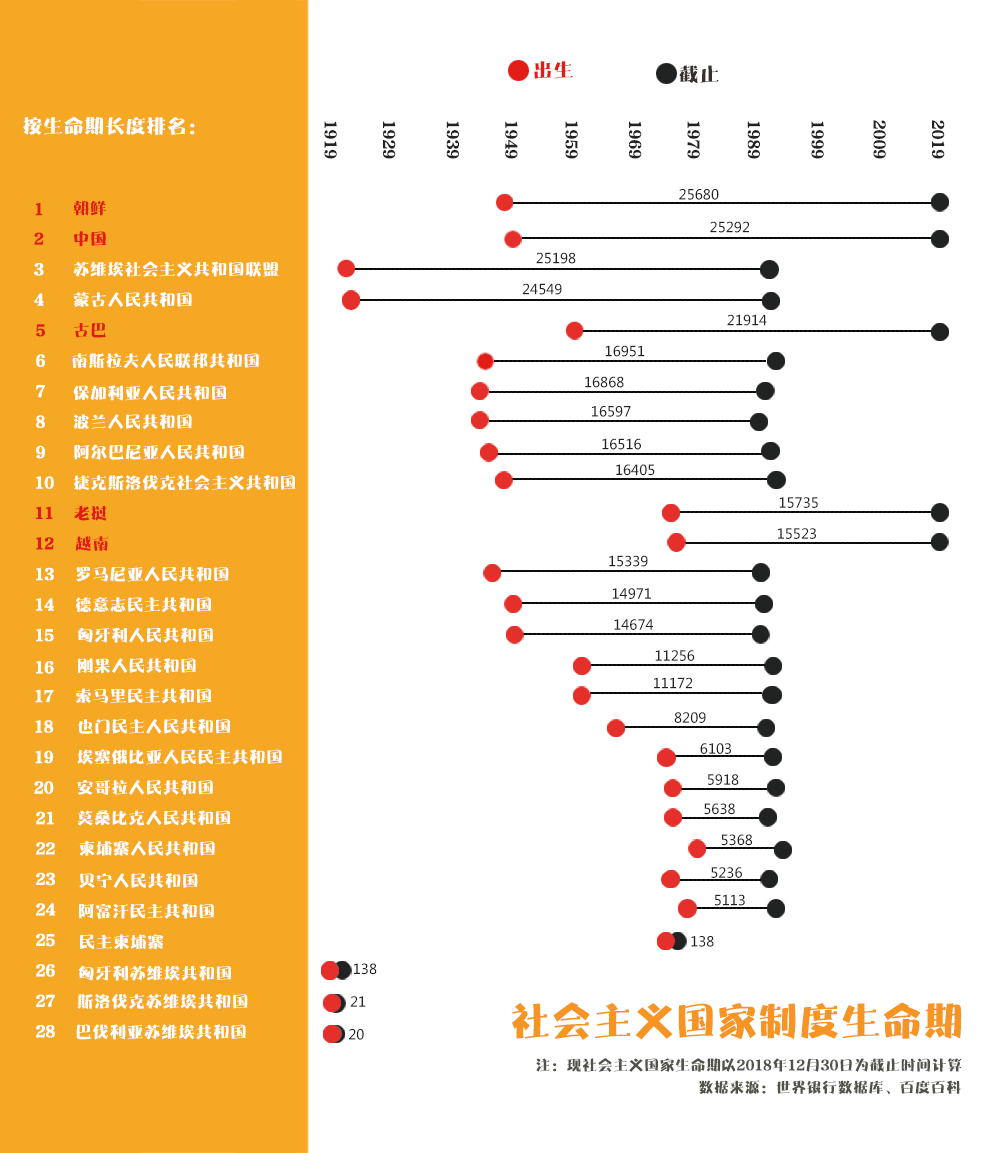 出生 截止
按生命期长度排名：
1919 1929 1939 1949 1959 1969 1979 1989 1999 2009 2019
1 朝鲜 25680
2 中国 25292
3 苏维埃社会主义共和国联盟 25198
4 蒙古人民共和国 24549
5 古巴 21914
6 南斯拉夫人民联邦共和国 16951
7 保加利亚人民共和国 16868
8 波兰人民共和国 16597
9 阿尔巴尼亚人民共和国 16516
10 捷克斯洛伐克社会主义共和国 16405
11 老挝 15735
12 越南 15523
13 罗马尼亚人民共和国 15339
14 德意志民主共和国 14971
15 匈牙利人民共和国 14674
16 刚果人民共和国 11256
17 索马里民主共和国 11172
18 也门民主人民共和国 8209
19 埃塞俄比亚人民民主共和国 6103
20 安哥拉人民共和国 5918
21 莫桑比克人民共和国 5638
22 柬埔寨人民共和国 5368
23 贝宁人民共和国 5236
24 阿富汗民主共和国 5113
25 民主柬埔寨 138
26 匈牙利苏维埃共和国 138
27 斯洛伐克苏维埃共和国 21
28 巴伐利亚苏维埃共和国 20
社会主义国家制度生命期
注：现社会主义国家生命期以2018年12月30日为截止时间计算
数据来源：世界银行数据库、百度百科